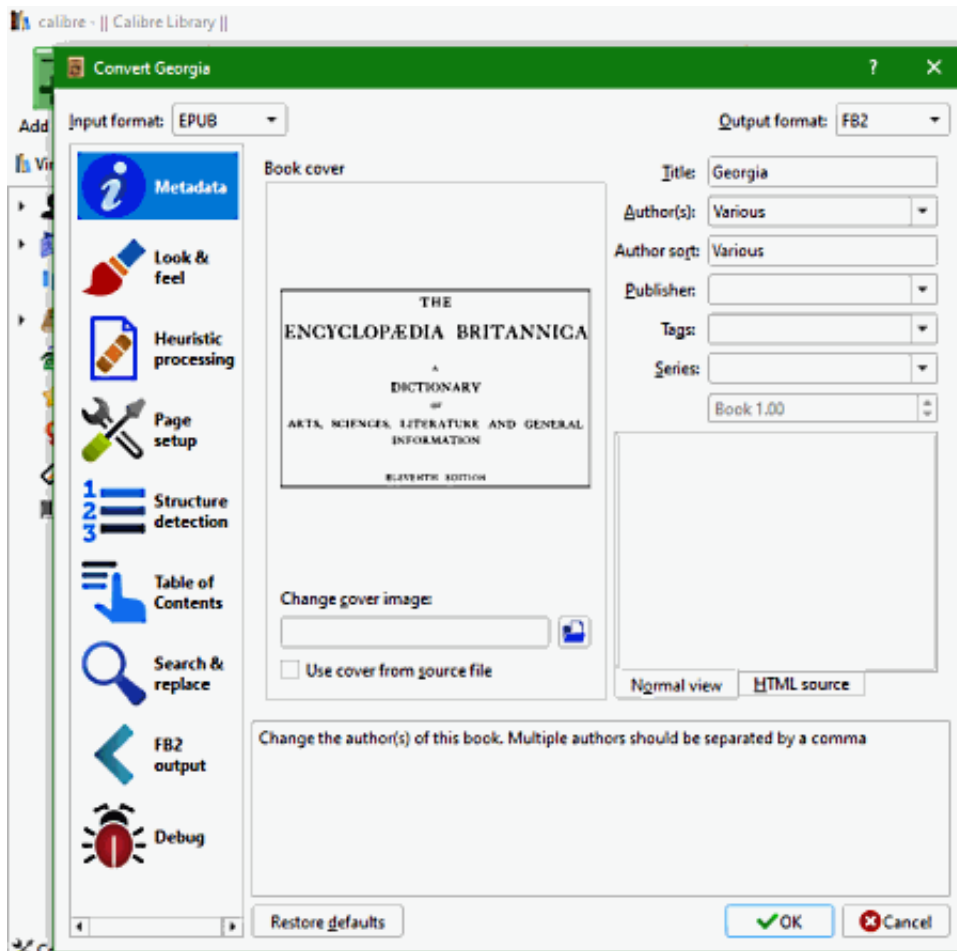 calibre - || Calibre Library ||
Convert Georgia
?
Add
Input format: EPUB
Output format: FB2
Metadata
Look &
feel
Heuristic
processing
Page
setup
1
2
3
Structure
detection
Table of
Contents
Search &
replace
FB2
output
Debug
Book cover
THE
ENCYCLOPÆDIA BRITANNICA
A
DICTIONARY
OF
ARTS, SCIENCES, LITERATURE AND GENERAL
INFORMATION
ELEVENTH EDITION
Change cover image:
Use cover from source file
Title: Georgia
Author(s): Various
Author sort: Various
Publisher:
Tags:
Series:
Book 1.00
Normal view HTML source
Change the author(s) of this book. Multiple authors should be separated by a comma
Restore defaults
OK
Cancel